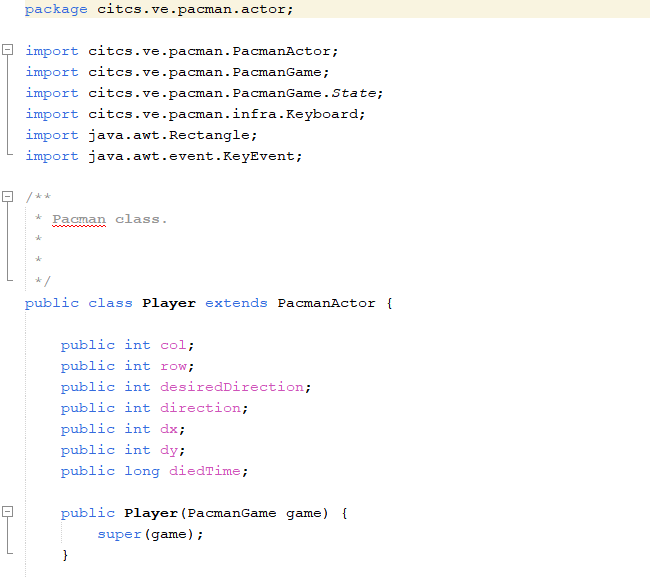 package citcs.ve.pacman.actor;
import citcs.ve.pacman.PacmanActor;
import citcs.ve.pacman.PacmanGame;
import citcs.ve.pacman.PacmanGame.State;
import citcs.ve.pacman.infra.Keyboard;
import java.awt.Rectangle;
import java.awt.event.KeyEvent;
/**
* Pacman class.
*
*
*/
public class Player extends PacmanActor {
public int col;
public int row;
public int desiredDirection;
public int direction;
public int dx;
public int dy;
public long diedTime;
public Player(PacmanGame game) {
super(game);
}